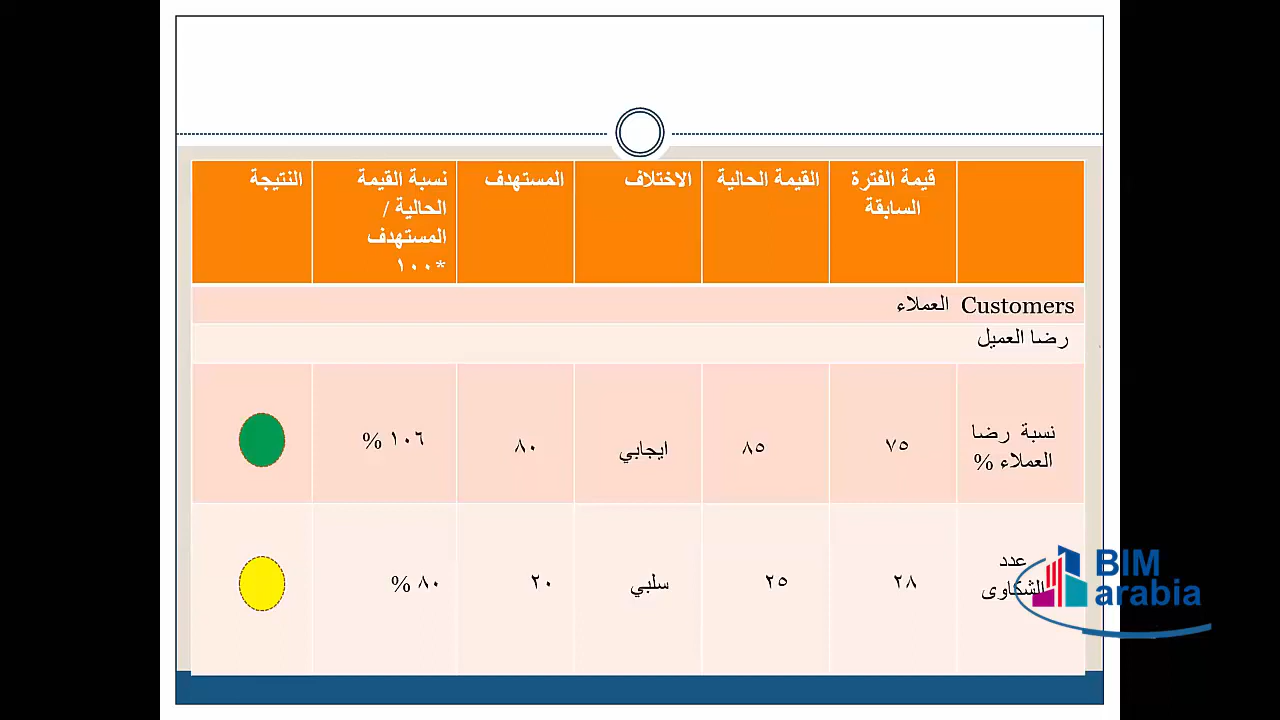 قيمة الفترة
السابقة
القيمة الحالية
الاختلاف
المستهدف
نسبة القيمة
الحالية /
المستهدف
*١٠٠
النتيجة
Customers العملاء
رضا العميل
نسبة رضا
العملاء %
٧٥
٨٥
ايجابي
٨٠
١٠٦ %
عدد
الشكاوى
٢٨
٢٥
سلبي
٢٠
٨٠ %
BIM
arabia